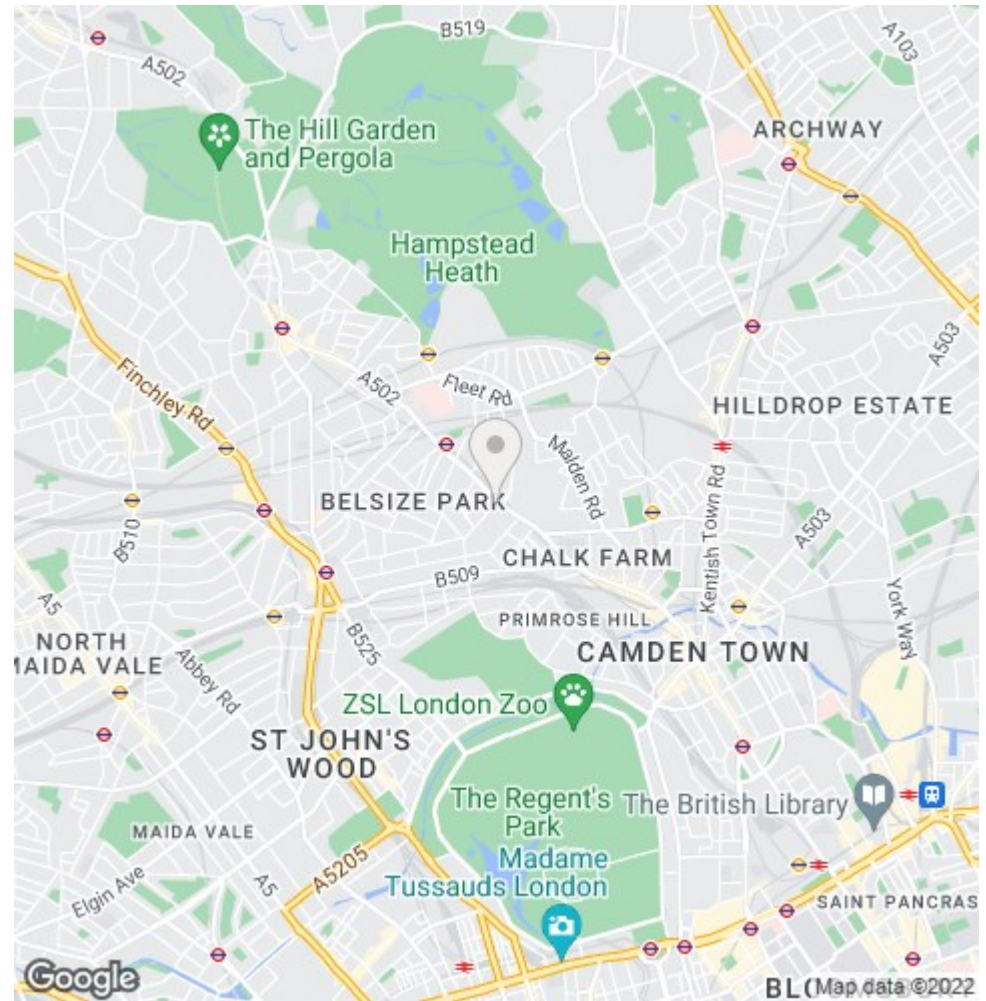 B519
A103
A502
The Hill Garden
and Pergola
ARCHWAY
Hampstead
Heath
A503
Finchley Rd
A502
Fleet Rd
HILLDROP ESTATE
Malden Rd
BELSIZE PARK
B510
Kentish Town Rd
A503
CHALK FARM
B509
A5
York Way
PRIMROSE HILL
NORTH
MAIDA VALE
Abbey Rd
B525
CAMDEN TOWN
ZSL London Zoo
ST JOHN'S
WOOD
The Regent's
Park
The British Library
MAIDA VALE
Madame
Tussauds London
A5205
Elgin Ave
A5
SAINT PANCRAS
Google
BL
Map data ©2022